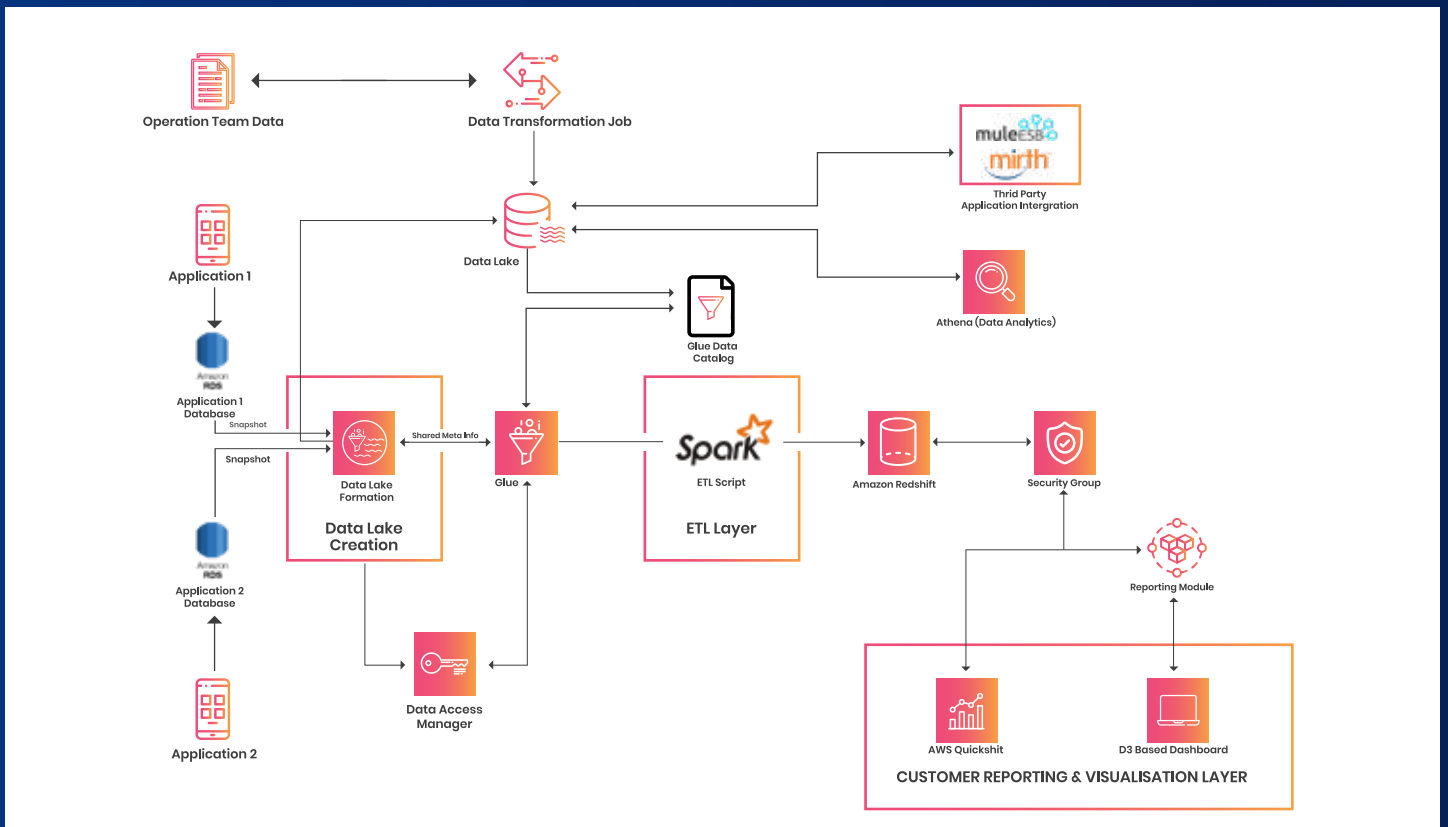 Operation Team Data
Data Transformation Job
muleESB
mirth
Thrid Party
Application Intergration
Application 1
Data Lake
Athena (Data Analytics)
Glue Data
Catalog
Amazon
RDS
Application 1
Database
Snapshot
Shared Meta Info
Snapshot
Data Lake
Formation
Data Lake
Creation
Glue
Spark
ETL Script
ETL Layer
Amazon Redshift
Security Group
Amazon
RDS
Application 2
Database
Reporting Module
Data Access
Manager
Application 2
AWS Quickshit
D3 Based Dashboard
CUSTOMER REPORTING & VISUALISATION LAYER